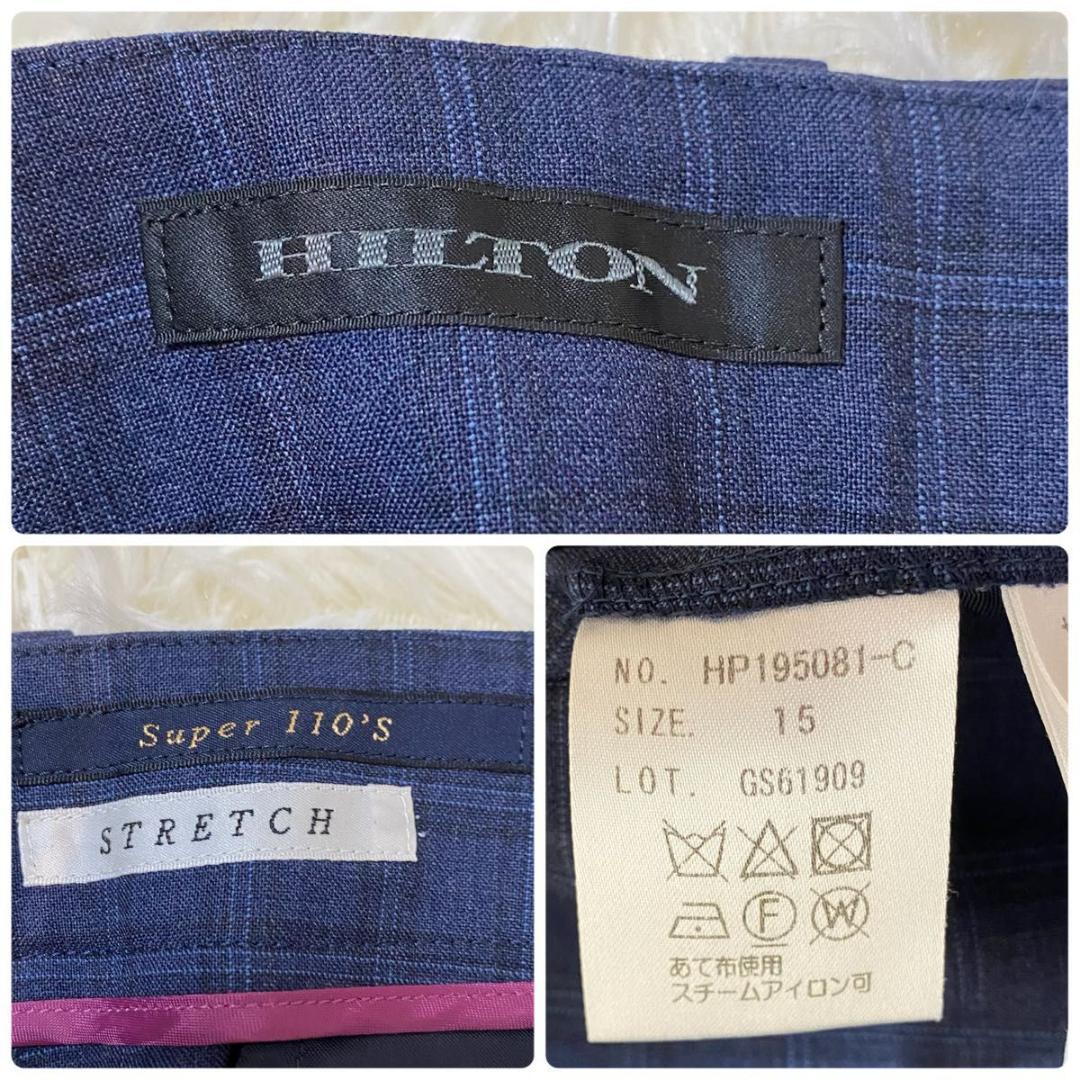 HILTON
Super 110'S
STRETCH
NO. HP195081-C
SIZE. 15
LOT. GS61909
F W
あて布使用
スチームアイロン可